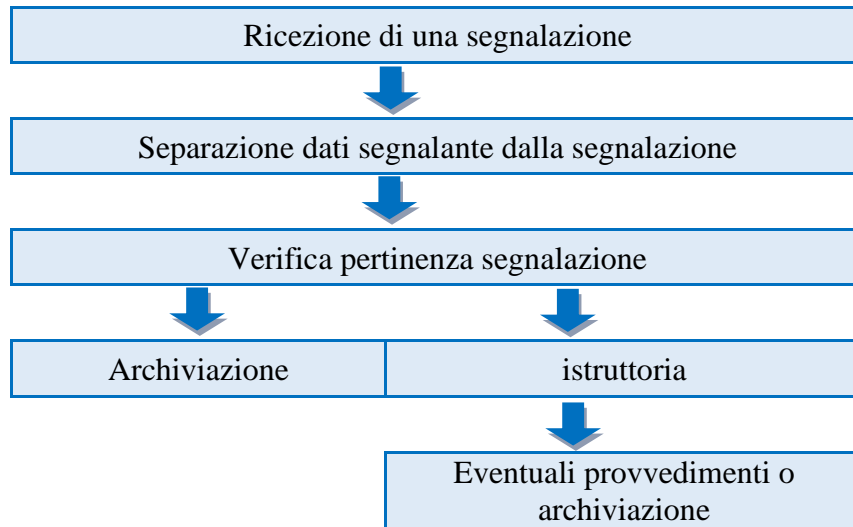 Ricezione di una segnalazione
Separazione dati segnalante dalla segnalazione
Verifica pertinenza segnalazione
Archiviazione
istruttoria
Eventuali provvedimenti o
archiviazione